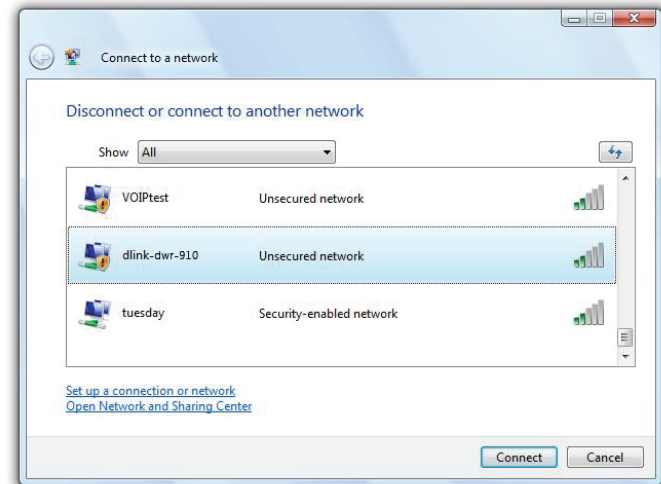 Connect to a network
Disconnect or connect to another network
Show All
VOIPtest Unsecured network
dlink-dwr-910 Unsecured network
tuesday Security-enabled network
Set up a connection or network
Open Network and Sharing Center
Connect Cancel